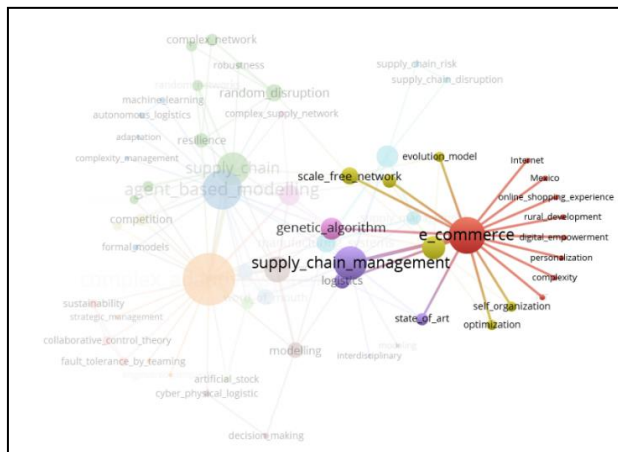 complex_network
robustness
supply_chain_risk
supply_chain_disruption
random_disruption
machine_learning
autonomous_logistics
complex_supply_network
adaptation
resilience
evolution_model
Internet
complexity_management
supply_chain
scale_free_network
Mexico
agent_based_modelling
online_shopping_experience
rural_development
competition
genetic_algorithm
e_commerce
digital_empowerment
formal_models
personalization
supply_chain_management
complexity
logistics
sustainability
self_organization
strategic_management
state_of_art
optimization
collaborative_control_theory
modelling
interdisciplinary
fault_tolerance_by_teaming
artificial_stock
cyber_physical_logistic
decision_making